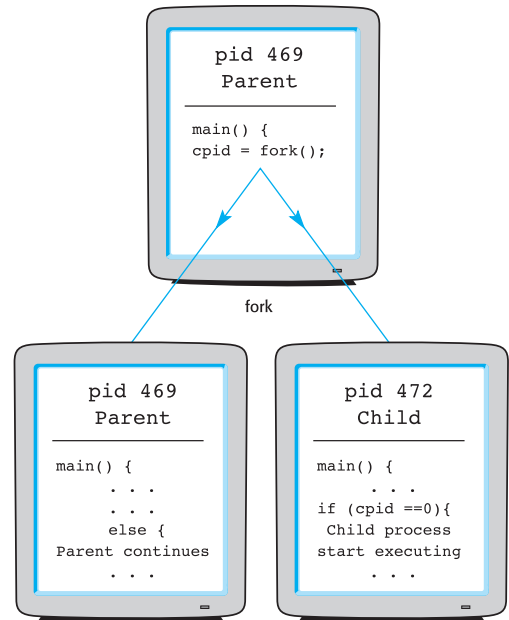 pid 469
Parent
main() {
cpid = fork();
fork
pid 469
Parent
main() {
. . .
. . .
else {
Parent continues
. . .
pid 472
Child
main() {
. . .
if (cpid ==0){
Child process
start executing
. . .